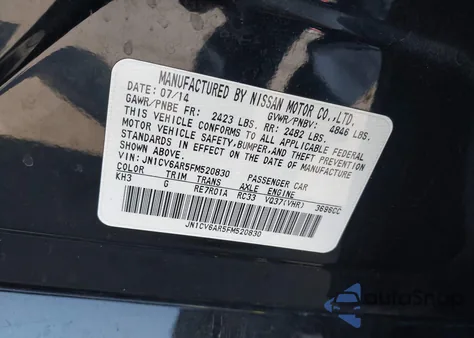 MANUFACTURED BY NISSAN MOTOR CO.,LTD.
DATE: 07/14 GVWR/PNBV: 4846 LBS.
GAWR/PNBE FR: 2423 LBS. RR: 2482 LBS.
THIS VEHICLE CONFORMS TO ALL APPLICABLE FEDERAL
MOTOR VEHICLE SAFETY,BUMPER,AND THEFT PREVENTION
STANDARDS IN EFFECT ON THE DATE OF MANUFACTURE
SHOWN ABOVE.
VIN: JN1CV6AR5FM520830 PASSENGER CAR
COLOR TRIM TRANS AXLE ENGINE
KH3 G RE7R01A RC33 VQ37(VHR) 3696CC
JN1CV6AR5FM520830
autoSnap